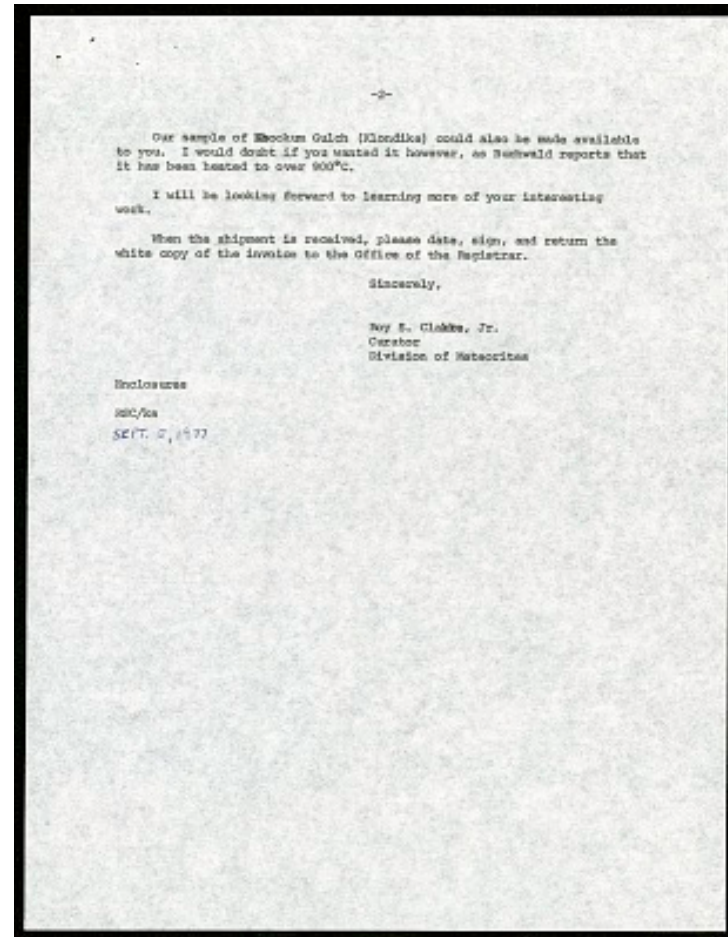 -2-
Our sample of Skookum Gulch (Klondike) could also be made available
to you. I would doubt if you wanted it however, as Buchwald reports that
it has been heated to over 900°C.
I will be looking forward to learning more of your interesting
work.
When the shipment is received, please date, sign, and return the
white copy of the invoice to the Office of the Registrar.
Sincerely,
Roy S. Clarke, Jr.
Curator
Division of Meteorites
Enclosures
RSC/ks
SEPT. 1977